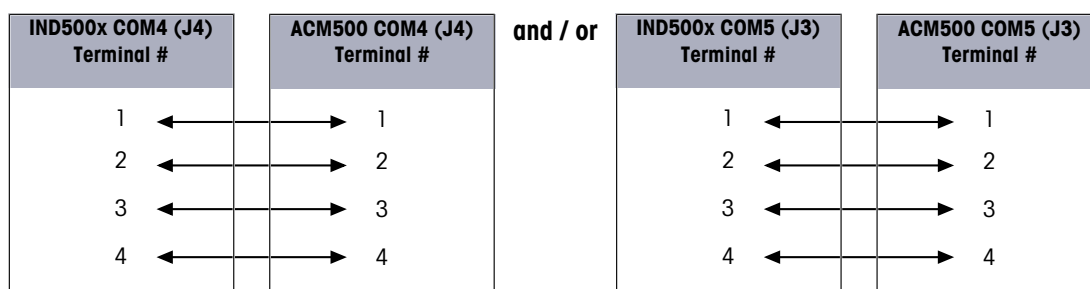 IND500x COM4 (J4)
Terminal #
ACM500 COM4 (J4)
Terminal #
1 1
2 2
3 3
4 4
and / or
IND500x COM5 (J3)
Terminal #
ACM500 COM5 (J3)
Terminal #
1 1
2 2
3 3
4 4